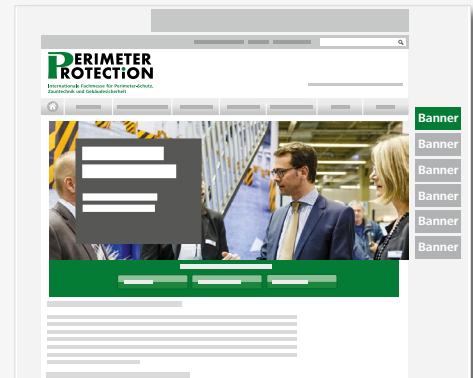 PERIMETER
PROTECTION
Internationale Fachmesse für Perimeter-Schutz,
Zauntechnik und Gebäudesicherheit
Banner
Banner
Banner
Banner
Banner
Banner